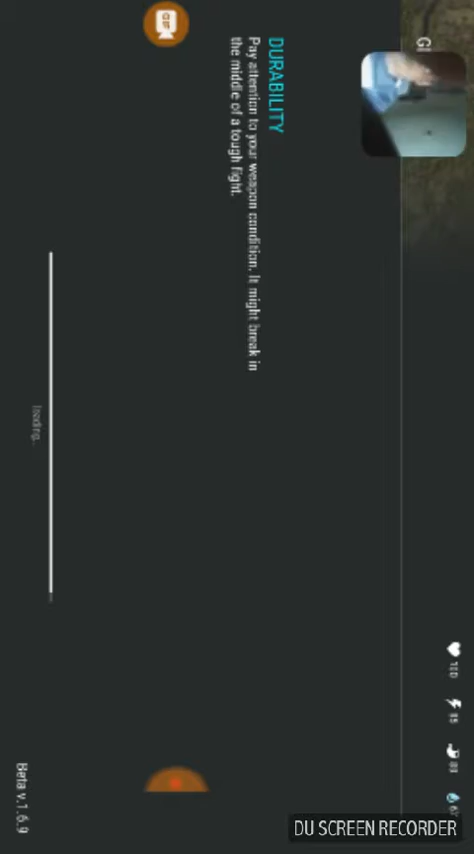 DURABILITY
Pay attention to your weapon condition. It might break in
the middle of a tough fight.
loading..
100
Beta v.1.6.9
DU SCREEN RECORDER